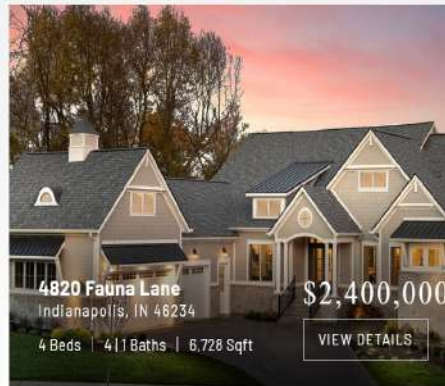 4820 Fauna Lane
Indianapolis, IN 46234
4 Beds | 4|1 Baths | 6,728 Sqft
$2,400,000
VIEW DETAILS